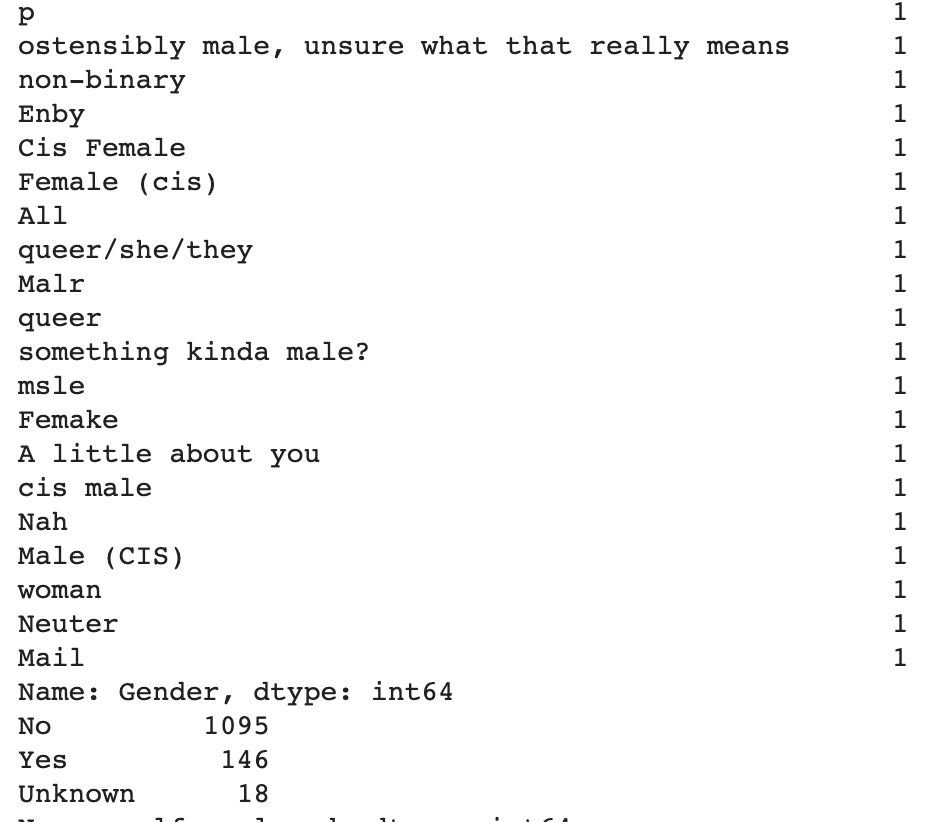 p 1
ostensibly male, unsure what that really means 1
non-binary 1
Enby 1
Cis Female 1
Female (cis) 1
All 1
queer/she/they 1
Malr 1
queer 1
something kinda male? 1
msle 1
Femake 1
A little about you 1
cis male 1
Nah 1
Male (CIS) 1
woman 1
Neuter 1
Mail 1
Name: Gender, dtype: int64
No 1095
Yes 146
Unknown 18